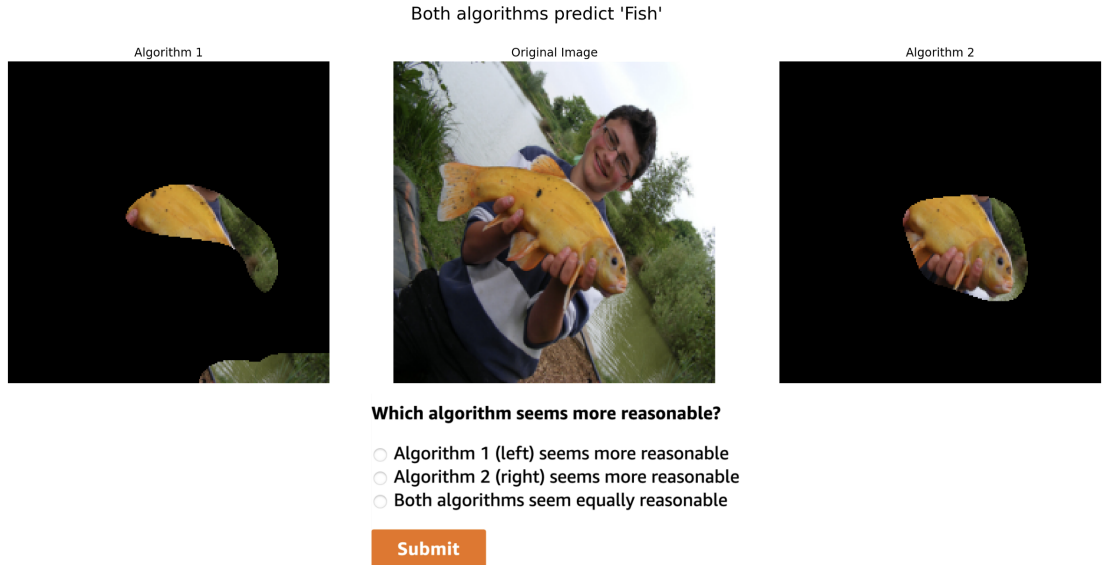 Both algorithms predict 'Fish'
Algorithm 1
Original Image
Algorithm 2
Which algorithm seems more reasonable?
Algorithm 1 (left) seems more reasonable
Algorithm 2 (right) seems more reasonable
Both algorithms seem equally reasonable
Submit